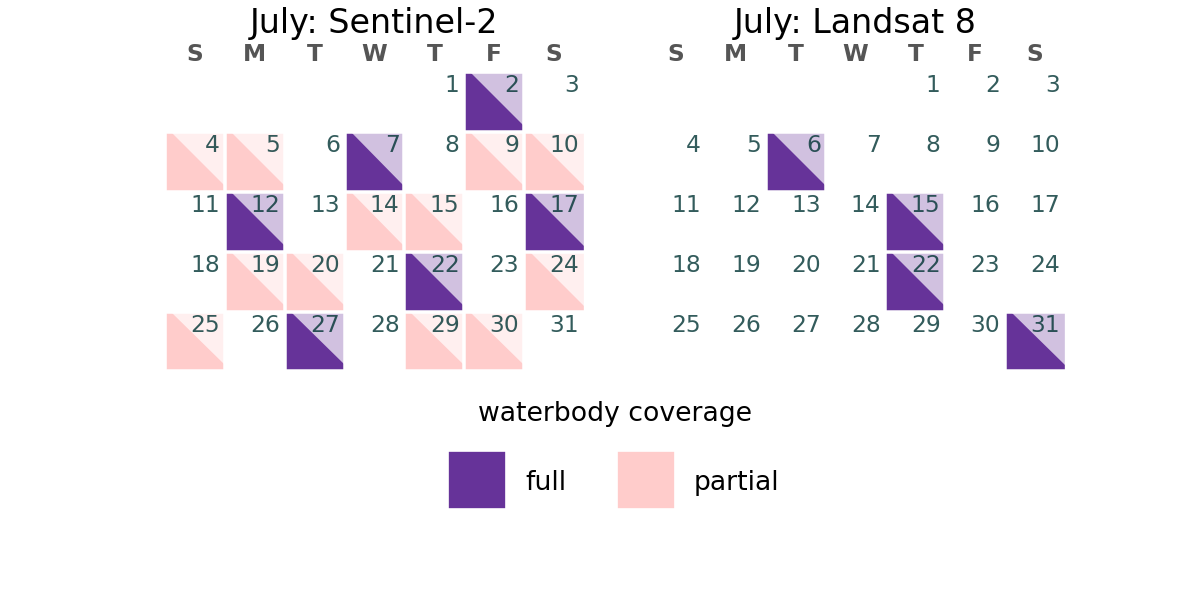 July: Sentinel-2
S M T W T F S
1 2 3
4 5 6 7 8 9 10
11 12 13 14 15 16 17
18 19 20 21 22 23 24
25 26 27 28 29 30 31
July: Landsat 8
S M T W T F S
1 2 3
4 5 6 7 8 9 10
11 12 13 14 15 16 17
18 19 20 21 22 23 24
25 26 27 28 29 30 31
waterbody coverage
full partial